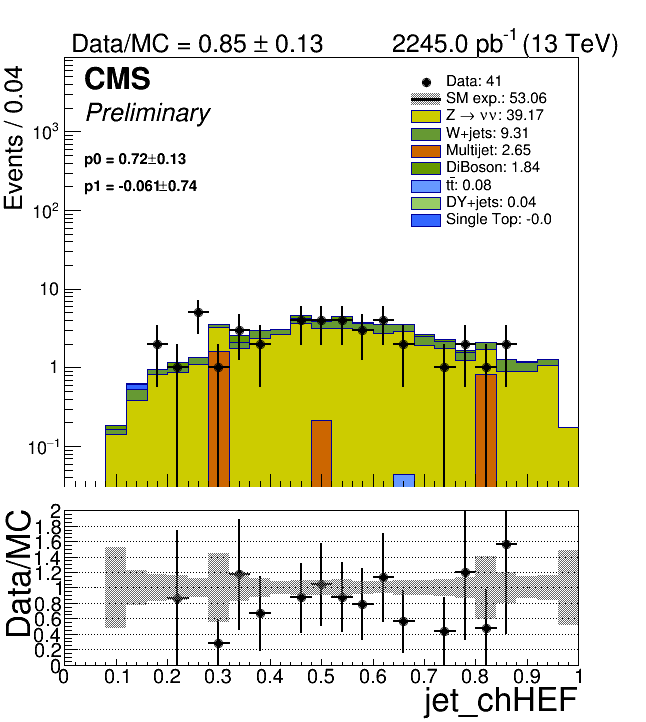 Data/MC = 0.85 ± 0.13 2245.0 pb⁻¹ (13 TeV)
CMS
Preliminary
p0 = 0.72±0.13
p1 = -0.061±0.74
Data: 41
SM exp.: 53.06
Z → νν: 39.17
W+jets: 9.31
Multijet: 2.65
DiBoson: 1.84
tt̄: 0.08
DY+jets: 0.04
Single Top: -0.0
Events / 0.04
10³
10²
10
1
10⁻¹
Data/MC
2
1.8
1.6
1.4
1.2
1
0.8
0.6
0.4
0.2
0
0 0.1 0.2 0.3 0.4 0.5 0.6 0.7 0.8 0.9 1
jet_chHEF